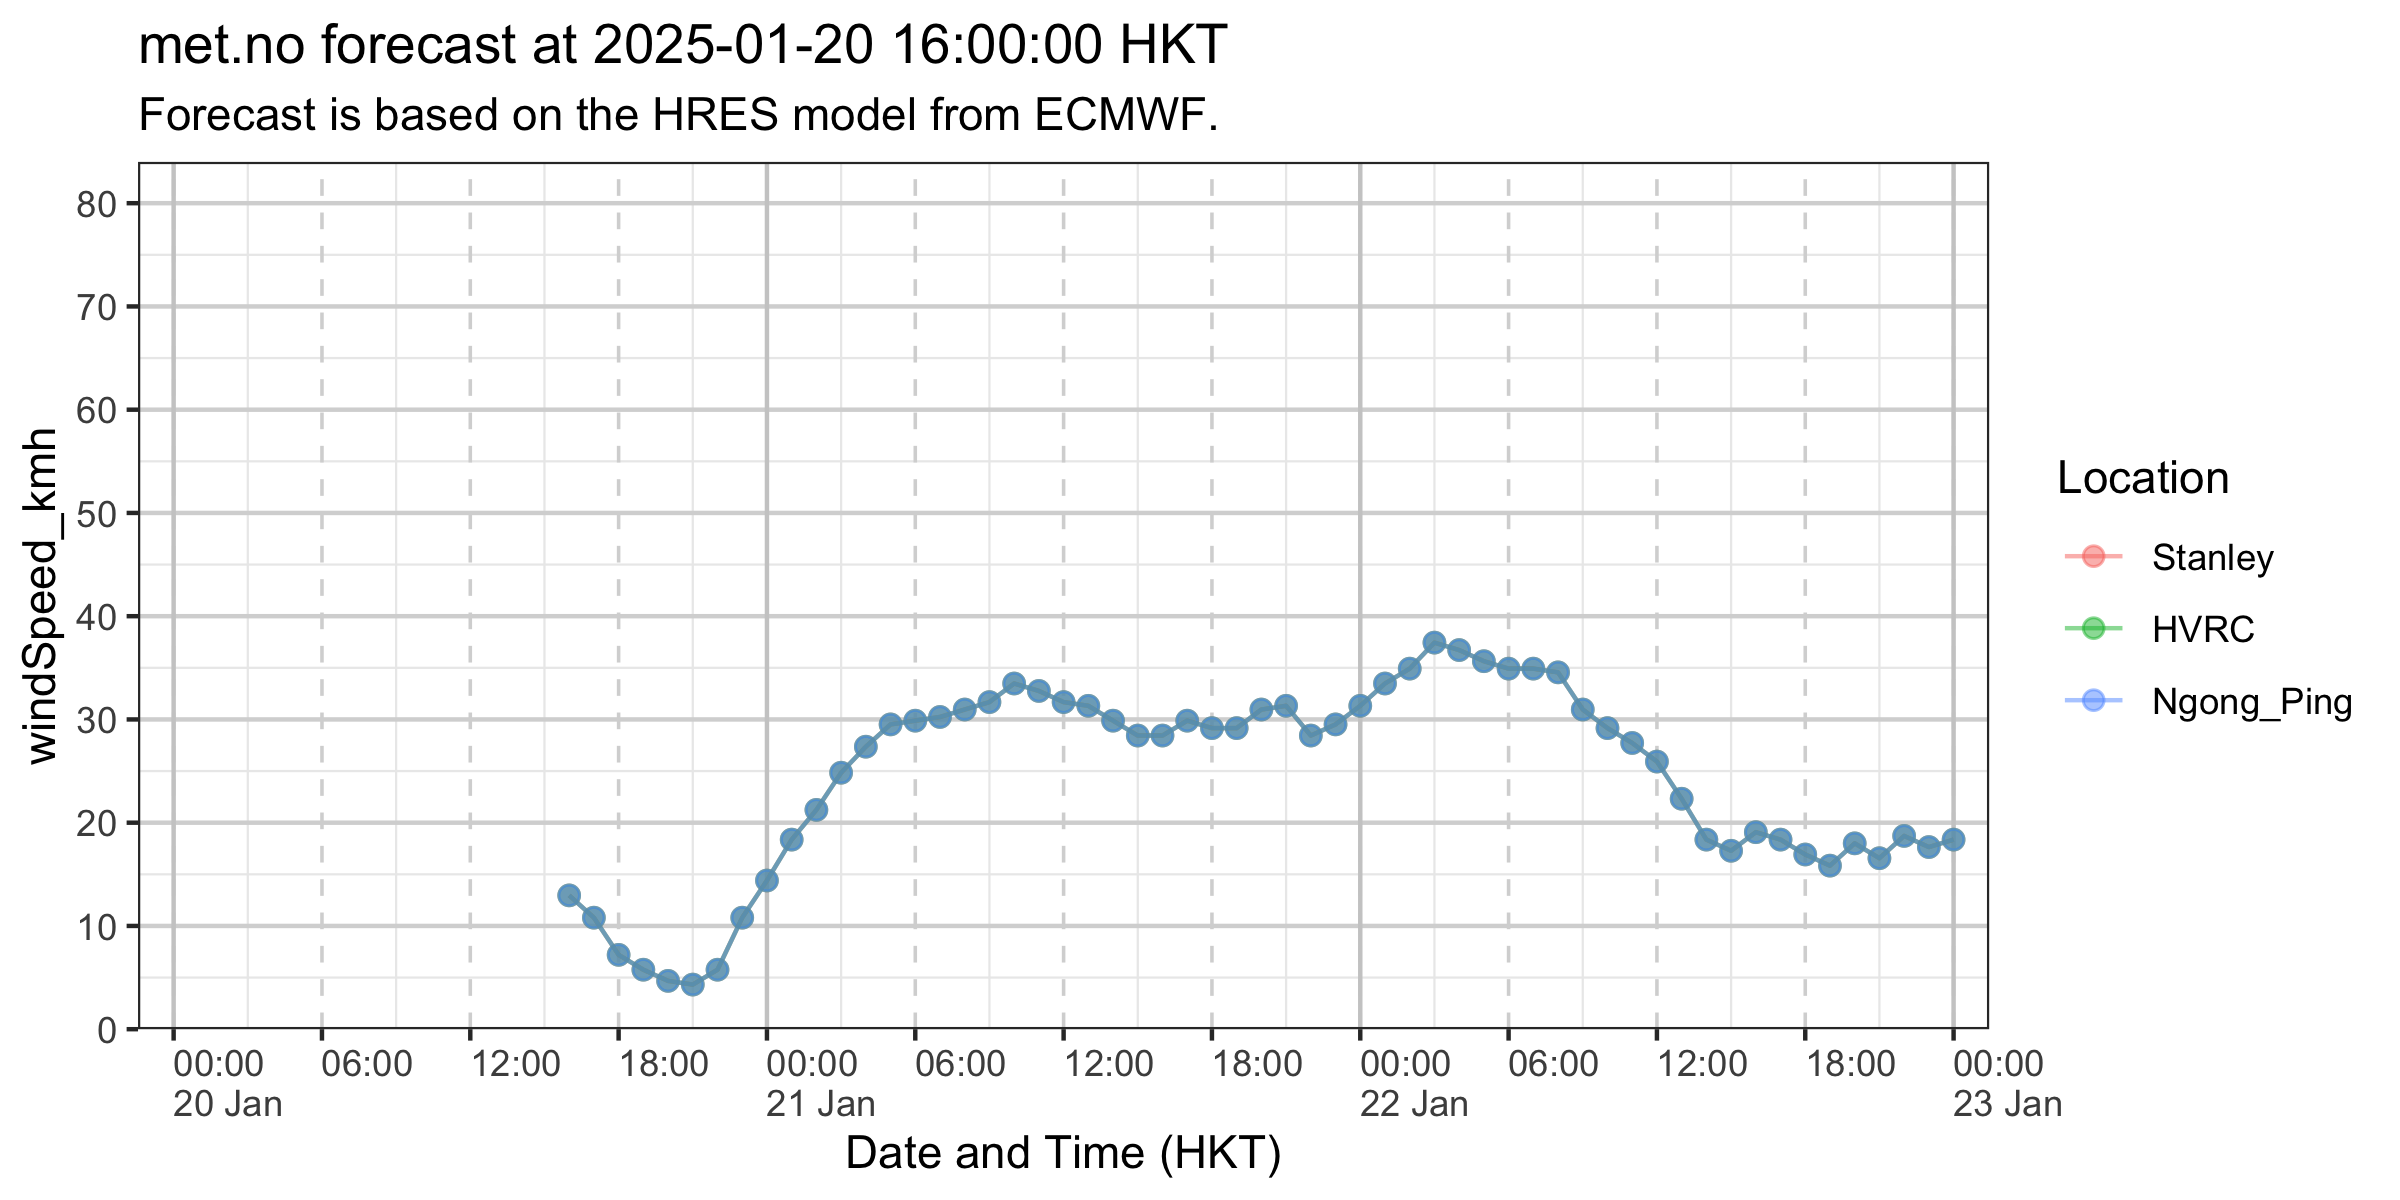 met.no forecast at 2025-01-20 16:00:00 HKT
Forecast is based on the HRES model from ECMWF.
windSpeed_kmh
80
70
60
50
40
30
20
10
0
00:00 06:00 12:00 18:00 00:00 06:00 12:00 18:00 00:00 06:00 12:00 18:00 00:00
20 Jan 21 Jan 22 Jan 23 Jan
Date and Time (HKT)
Location
Stanley
HVRC
Ngong_Ping